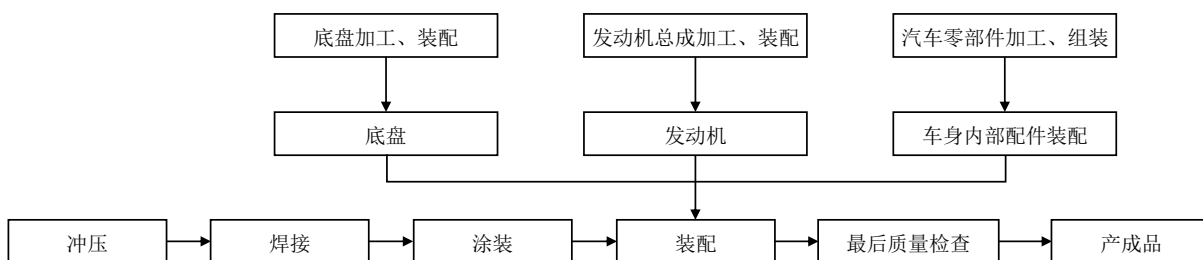 底盘加工、装配
发动机总成加工、装配
汽车零部件加工、组装
底盘
发动机
车身内部配件装配
冲压
焊接
涂装
装配
最后质量检查
产成品